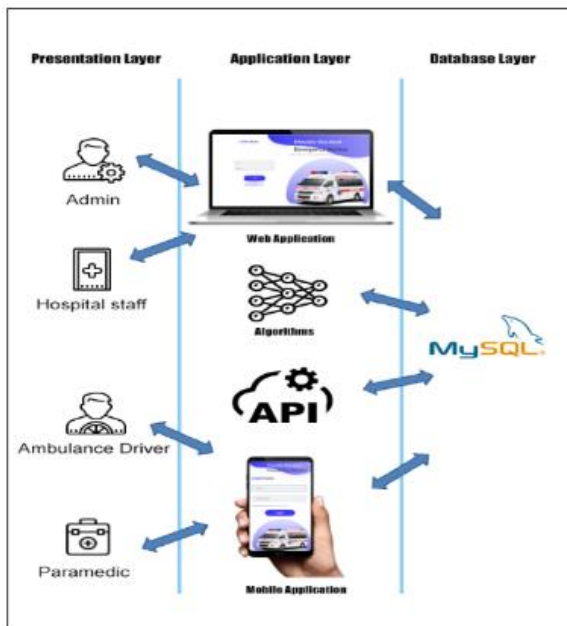 Presentation Layer
Application Layer
Database Layer
Admin
Web Application
Hospital staff
Algorithms
MySQL
API
Ambulance Driver
Paramedic
Mobile Application